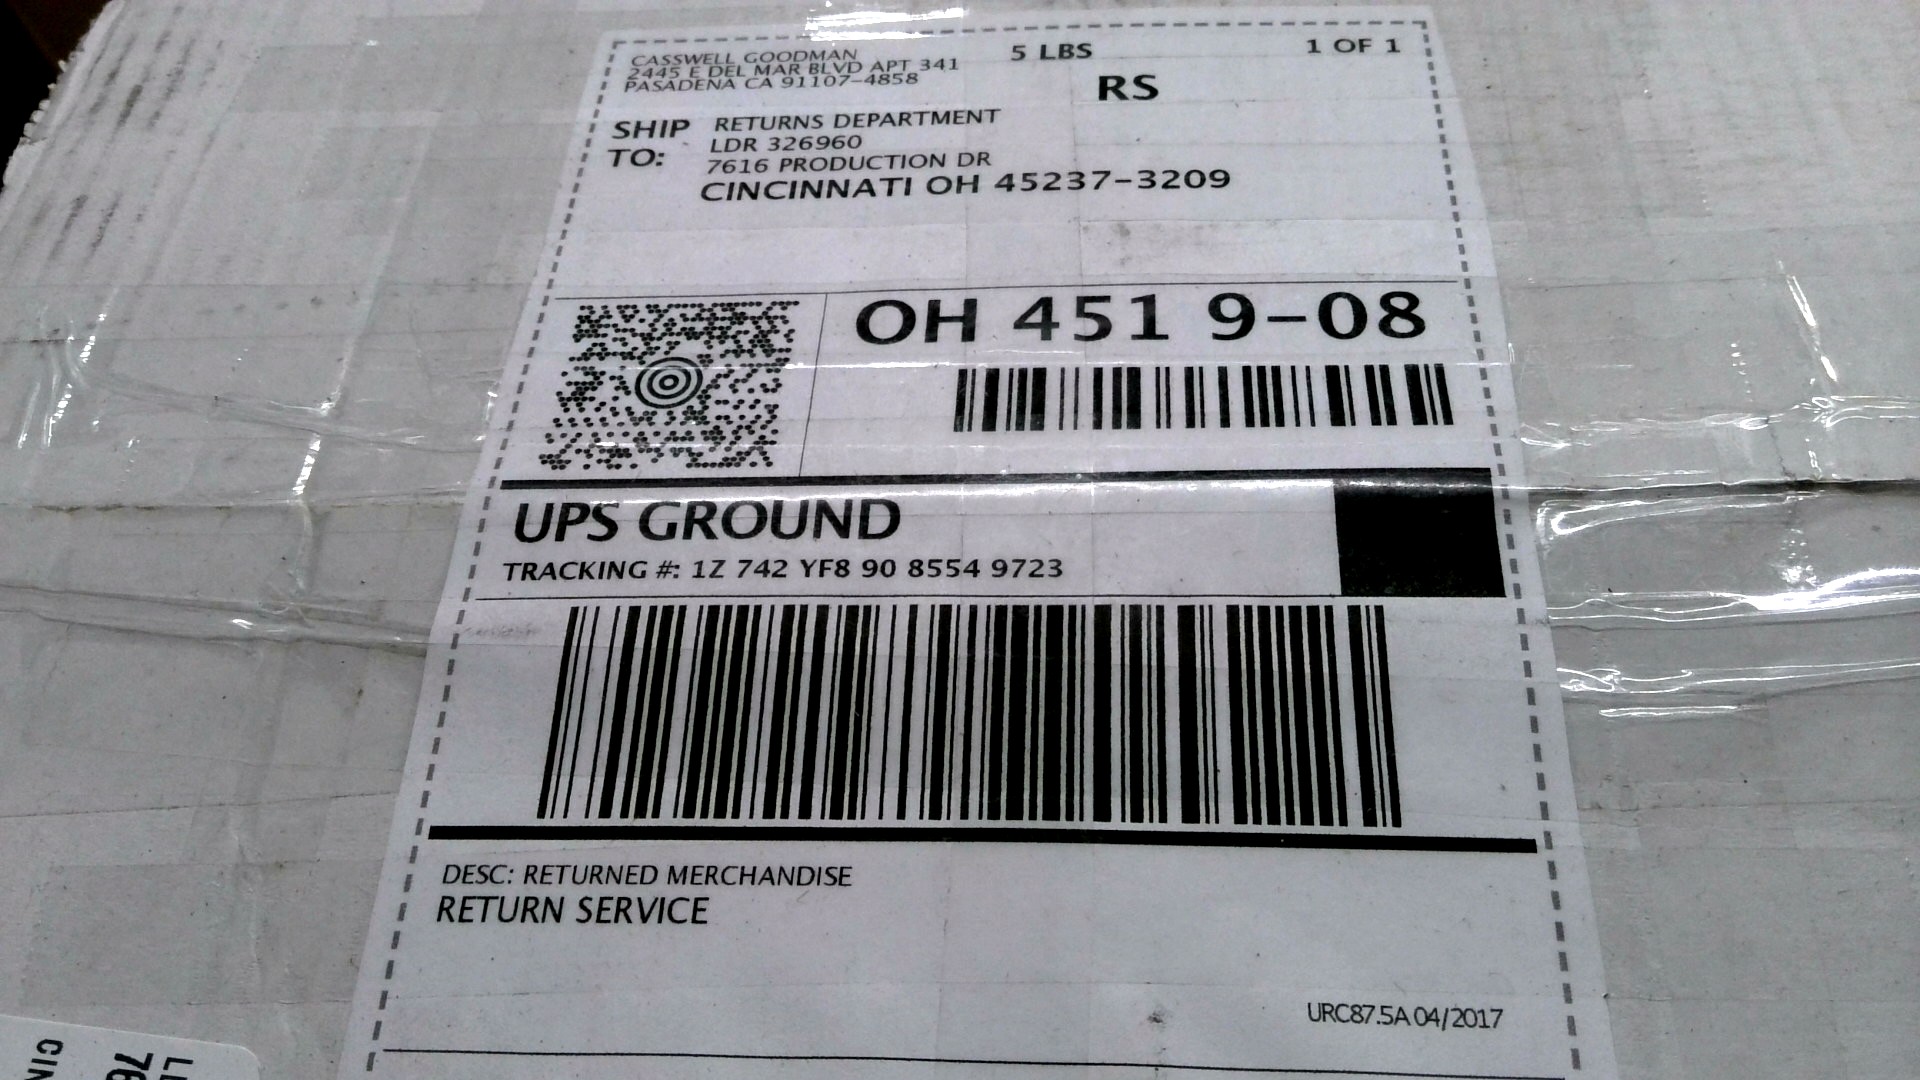 CASSWELL GOODMAN
2445 E DEL MAR BLVD APT 341
PASADENA CA 91107-4858
5 LBS
1 OF 1
RS
SHIP TO:
RETURNS DEPARTMENT
LDR 326960
7616 PRODUCTION DR
CINCINNATI OH 45237-3209
OH 451 9-08
UPS GROUND
TRACKING #: 1Z 742 YF8 90 8554 9723
DESC: RETURNED MERCHANDISE
RETURN SERVICE
URC87.5A 04/2017